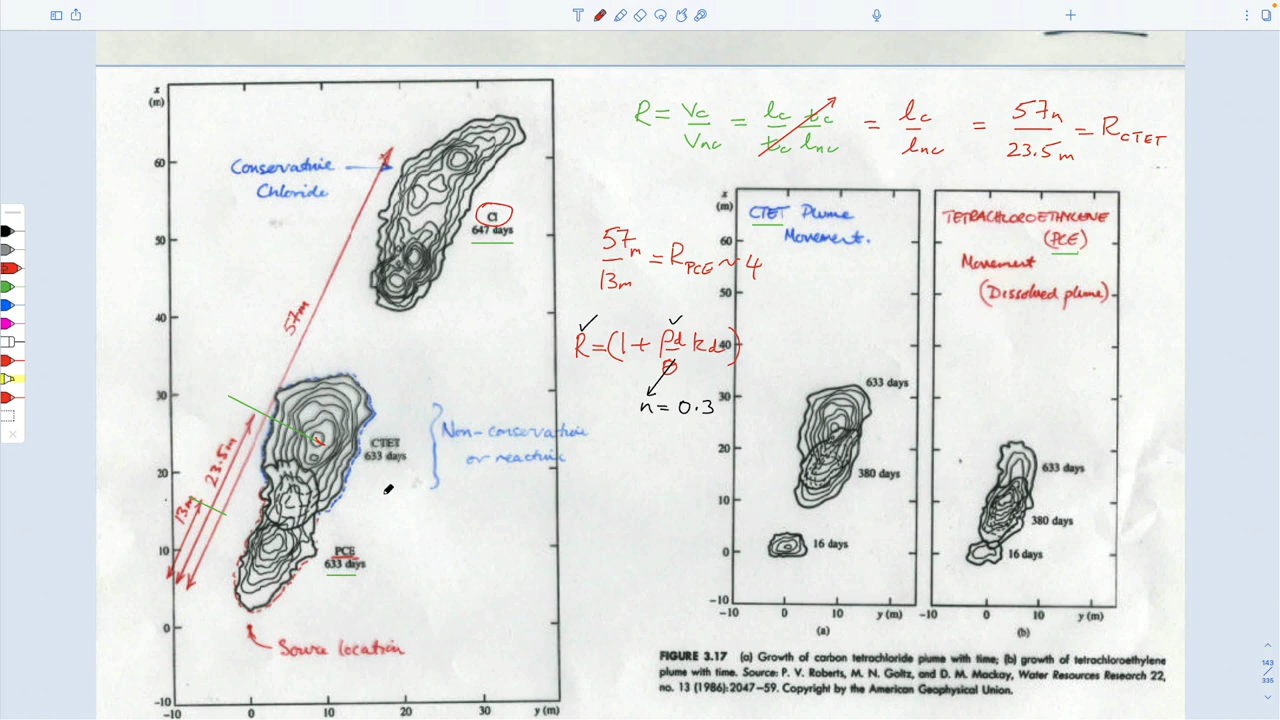 R = Vc/Vnc = lc/tc tnc/lnc = lc/lnc = 57m/23.5m = R CTET
x
(m)
60
50
40
30
20
10
0
-10
-10
0
10
20
30
y (m)
Conservative
Chloride
Cl
647 days
57m
23.5m
13m
CTET
633 days
Non-conservative
or reactive
PCE
633 days
Source location
57m/13m = R PCE ~ 4
R = (1 + ρd/θ kd)
n = 0.3
x
(m)
60
50
40
30
20
10
0
-10
CTET Plume
Movement.
633 days
380 days
16 days
-10
0
10
y (m)
(a)
TETRACHLOROETHYLENE
(PCE)
Movement
(Dissolved plume)
633 days
380 days
16 days
-10
0
10
y (m)
(b)
FIGURE 3.17 (a) Growth of carbon tetrachloride plume with time; (b) growth of tetrachloroethylene
plume with time. Source: P. V. Roberts, M. N. Goltz, and D. M. Mackay, Water Resources Research 22,
no. 13 (1986):2047–59. Copyright by the American Geophysical Union.
143
335